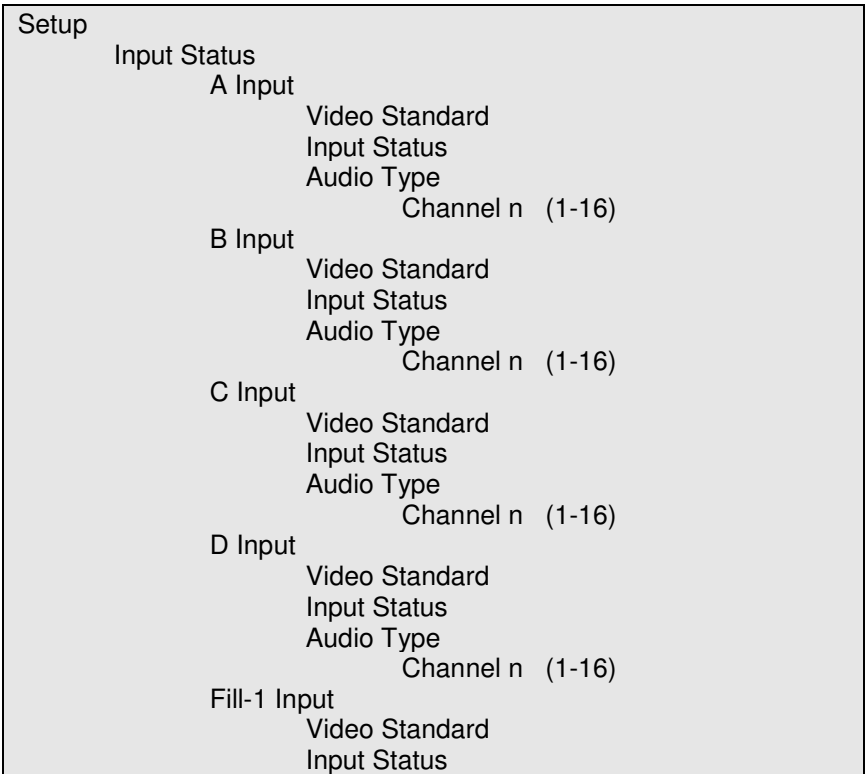 Setup
Input Status
A Input
Video Standard
Input Status
Audio Type
Channel n (1-16)
B Input
Video Standard
Input Status
Audio Type
Channel n (1-16)
C Input
Video Standard
Input Status
Audio Type
Channel n (1-16)
D Input
Video Standard
Input Status
Audio Type
Channel n (1-16)
Fill-1 Input
Video Standard
Input Status